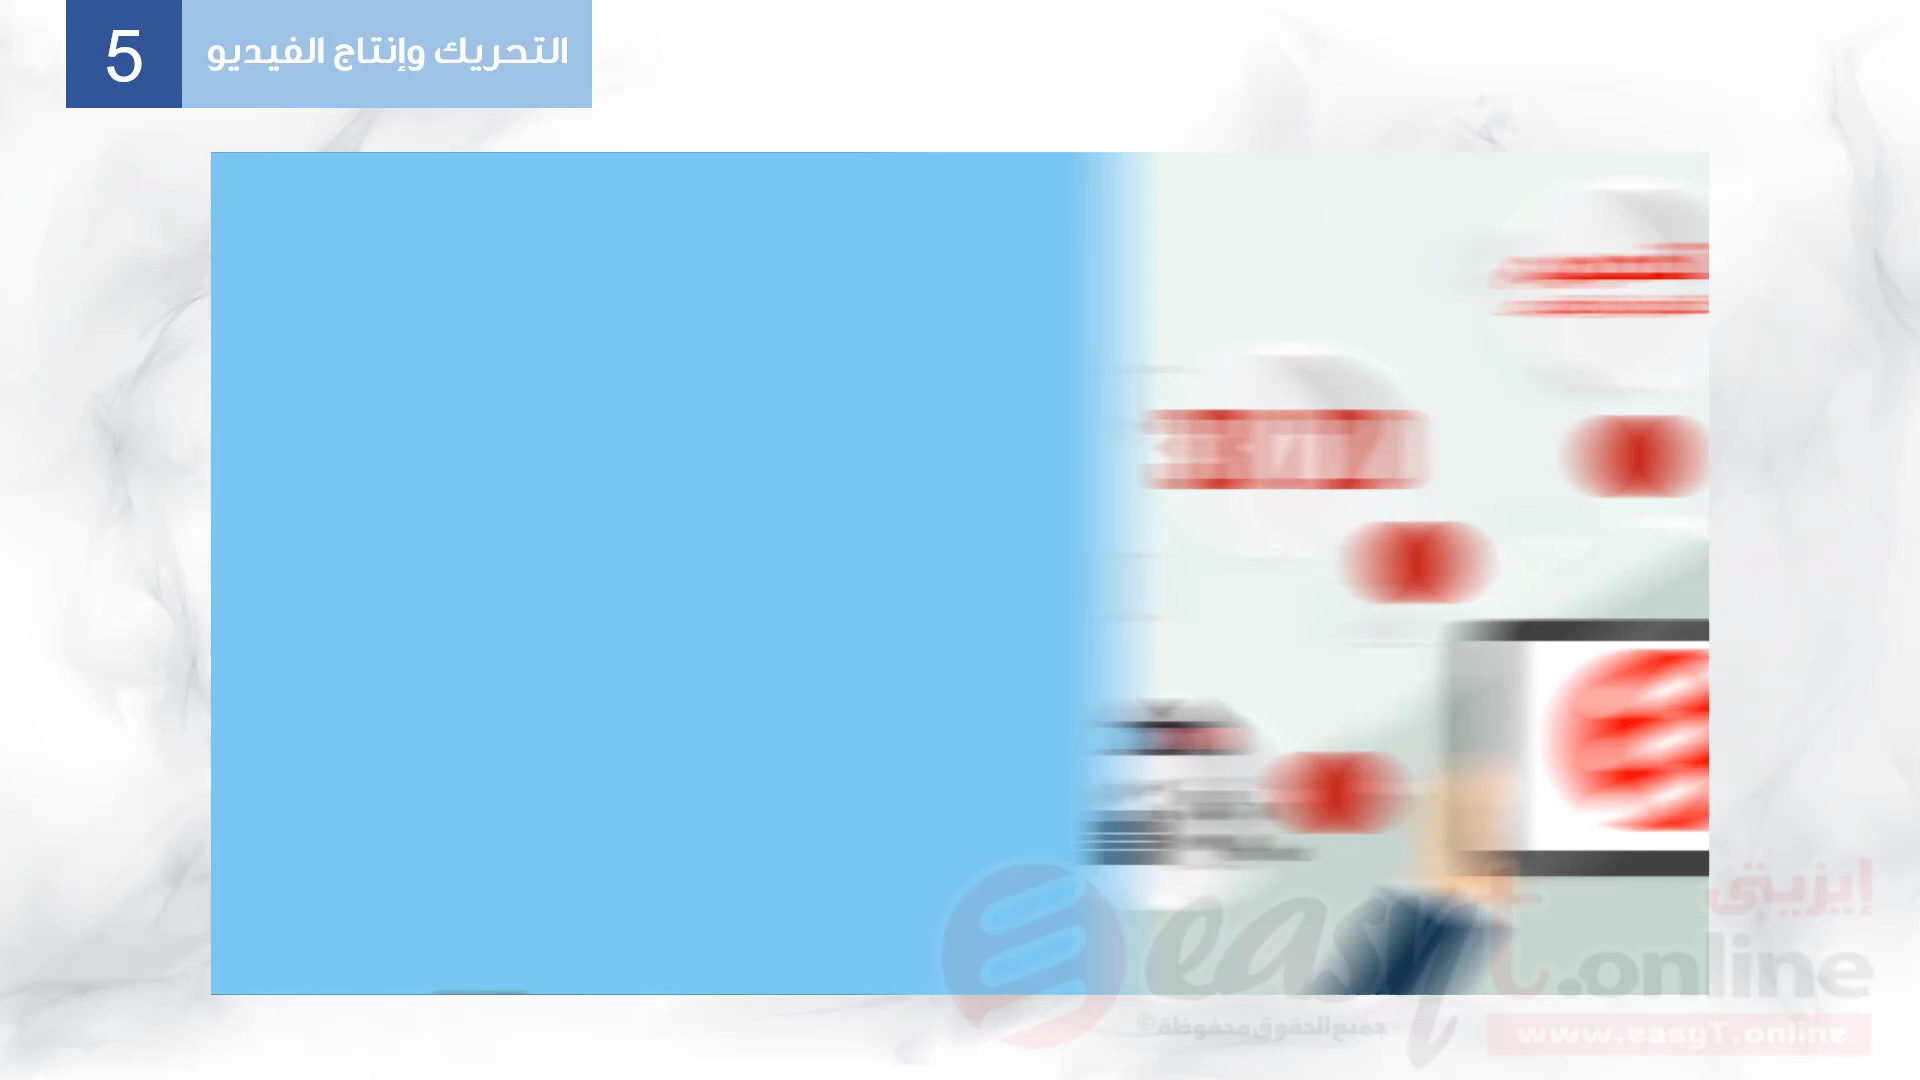 5
التحريك وإنتاج الفيديو
إيزيتي
easyT.online
جميع الحقوق محفوظة©
www.easyT.online